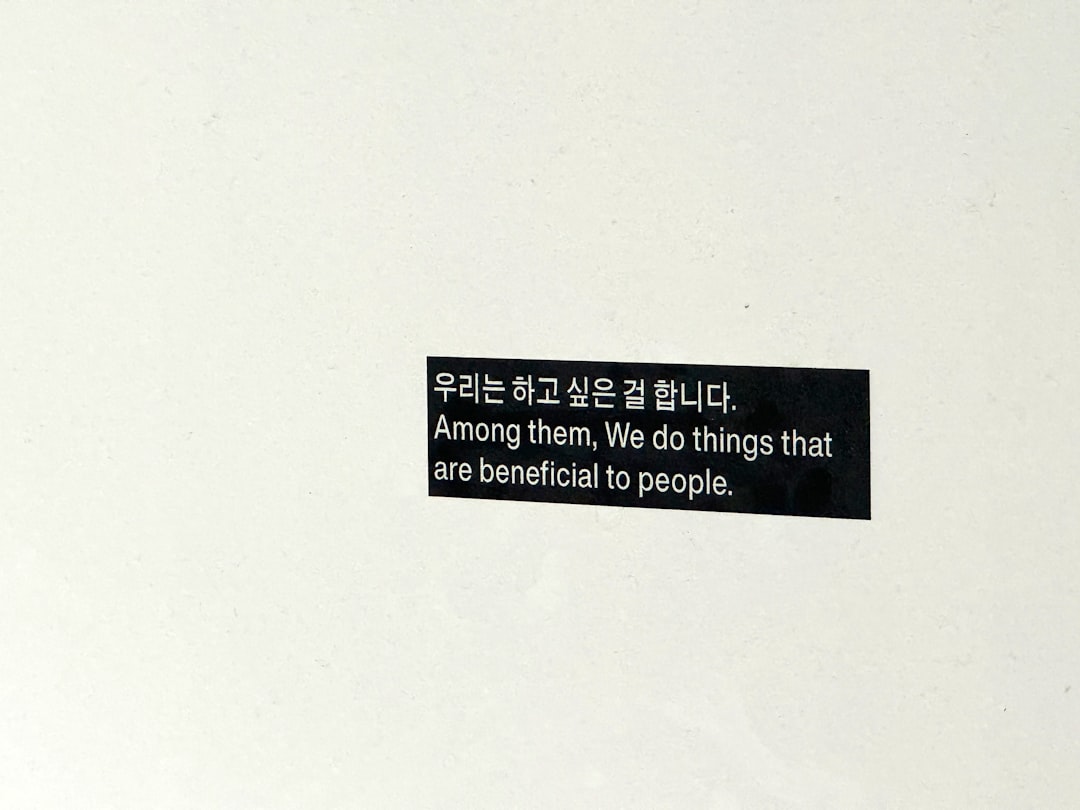 우리는 하고 싶은 걸 합니다.
Among them, We do things that
are beneficial to people.